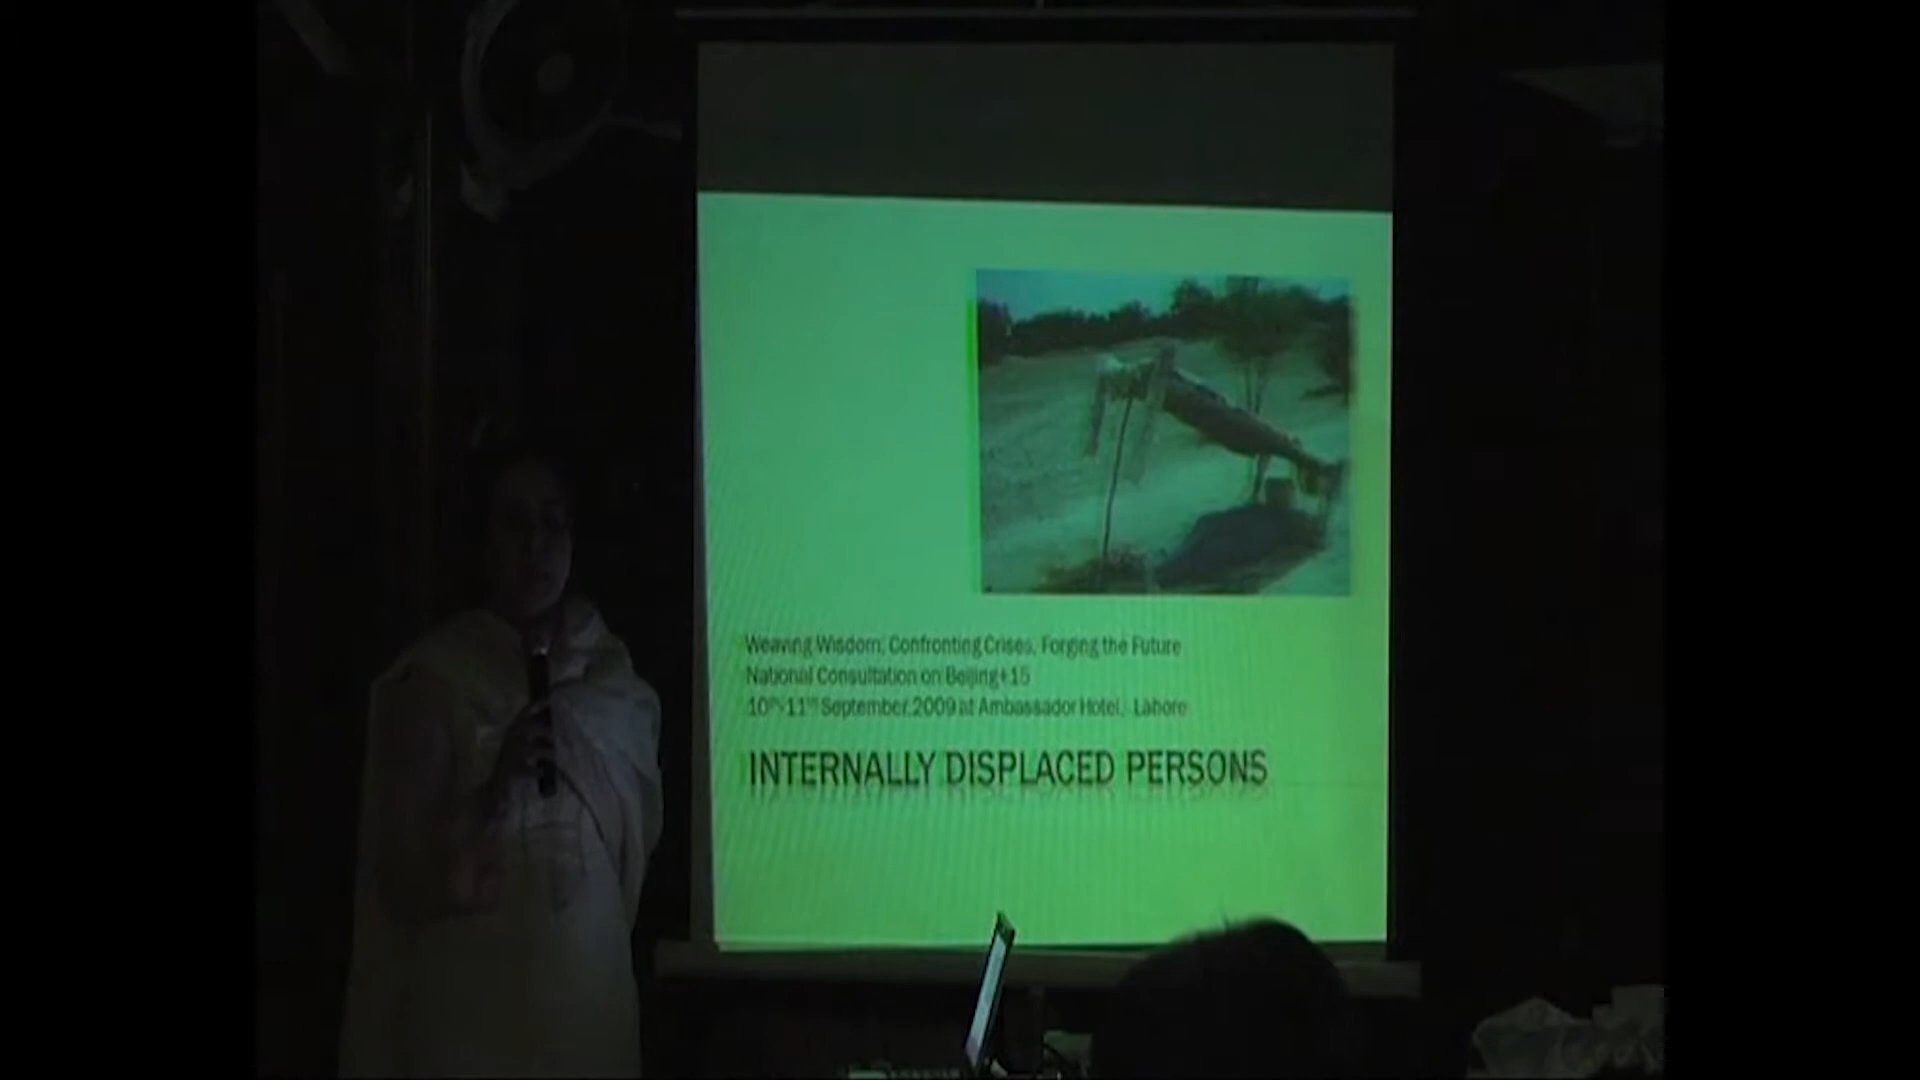 Weaving Wisdom, Confronting Crises, Forging the Future
National Consultation on Beijing+15
10th-11th September, 2009 at Ambassador Hotel, Lahore
INTERNALLY DISPLACED PERSONS